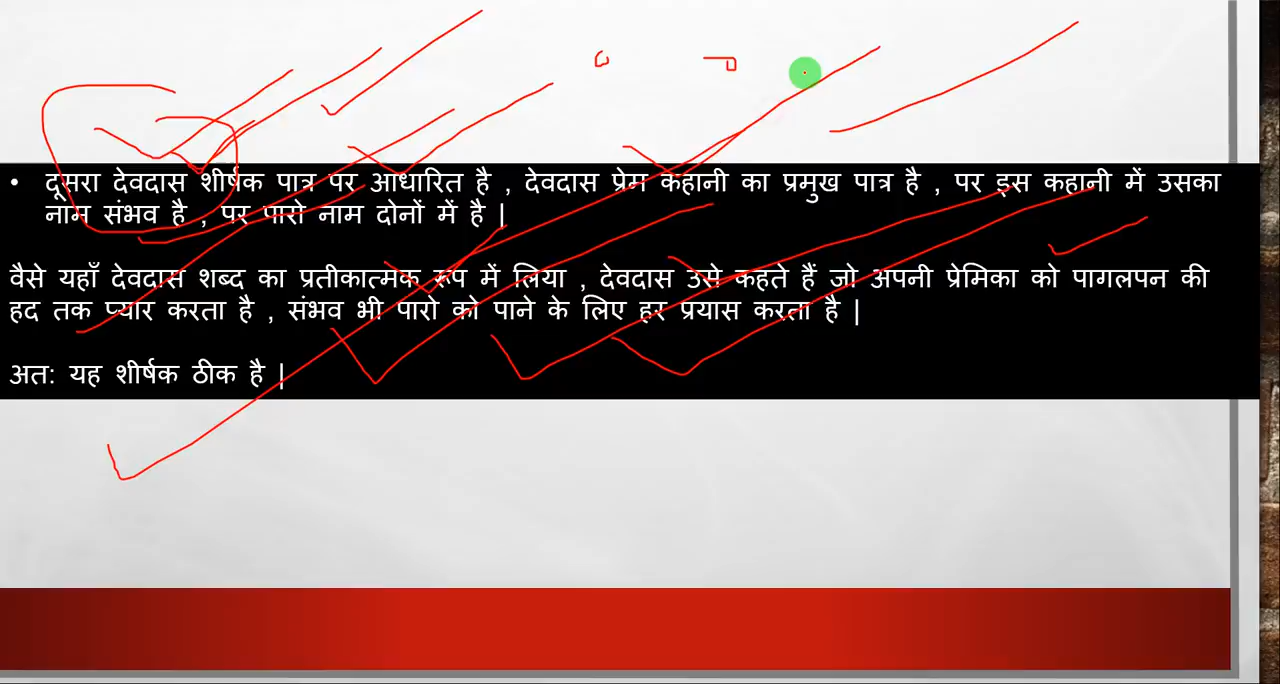 • दूसरा देवदास शीर्षक पात्र पर आधारित है , देवदास प्रेम कहानी का प्रमुख पात्र है , पर इस कहानी में उसका
नाम संभव है , पर पारो नाम दोनों में है |
वैसे यहाँ देवदास शब्द का प्रतीकात्मक रूप में लिया , देवदास उसे कहते हैं जो अपनी प्रेमिका को पागलपन की
हद तक प्यार करता है , संभव भी पारो को पाने के लिए हर प्रयास करता है |
अत: यह शीर्षक ठीक है |